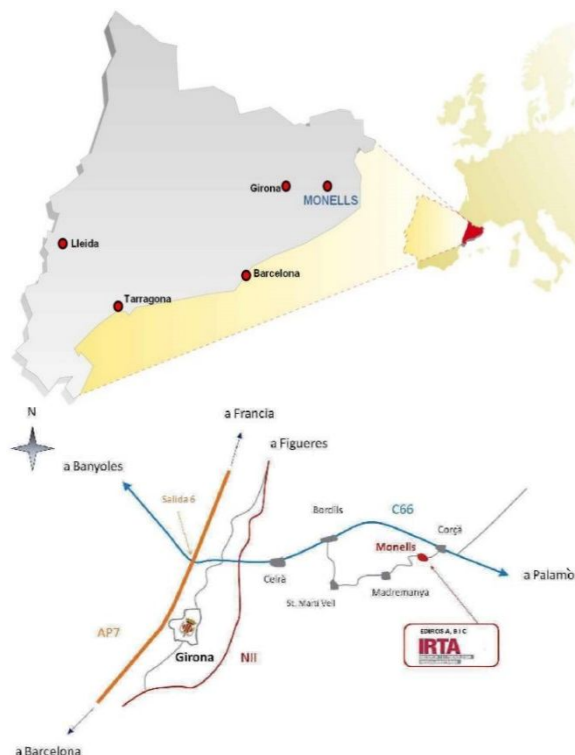 Girona
MONELLS
Lleida
Barcelona
Tarragona
N
a Francia
a Figueres
a Banyoles
Salida 6
C66
Bordils
Corçà
Monells
Celrà
a Palamò
St. Marti Vell
Madremanya
AP7
Girona
NII
IRTA
a Barcelona